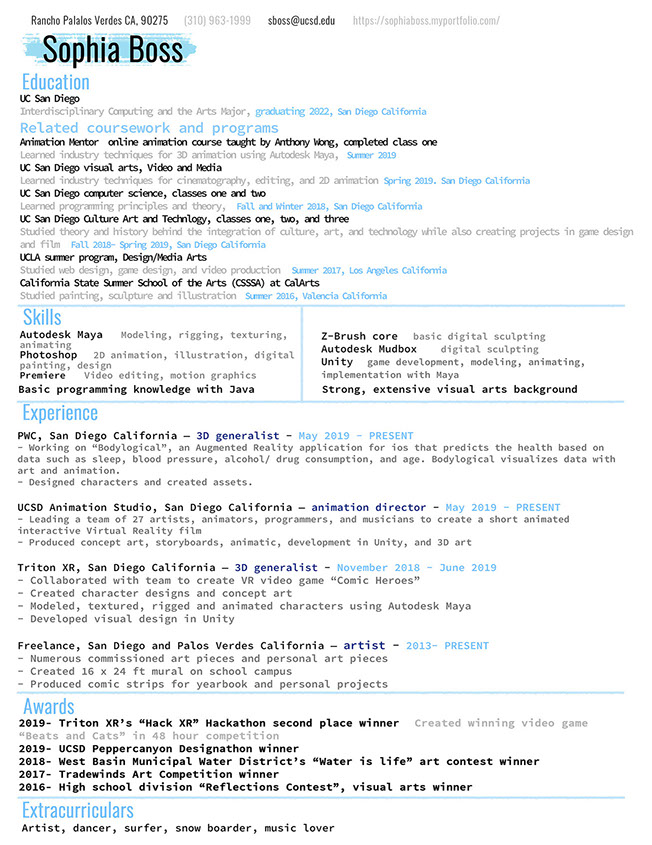 Rancho Palalos Verdes CA, 90275 (310) 963-1999 sboss@ucsd.edu https://sophiaboss.myportfolio.com/
Sophia Boss
Education
UC San Diego
Interdisciplinary Computing and the Arts Major, graduating 2022, San Diego California
Related coursework and programs
Animation Mentor online animation course taught by Anthony Wong, completed class one
Learned industry techniques for 3D animation using Autodesk Maya, Summer 2019
UC San Diego visual arts, Video and Media
Learned industry techniques for cinematography, editing, and 2D animation Spring 2019. San Diego California
UC San Diego computer science, classes one and two
Learned programming principles and theory, Fall and Winter 2018, San Diego California
UC San Diego Culture Art and Technlogy, classes one, two, and three
Studied theory and history behind the integration of culture, art, and technology while also creating projects in game design
and film Fall 2018- Spring 2019, San Diego California
UCLA summer program, Design/Media Arts
Studied web design, game design, and video production Summer 2017, Los Angeles California
California State Summer School of the Arts (CSSSA) at CalArts
Studied painting, sculpture and illustration Summer 2016, Valencia California
Skills
Autodesk Maya Modeling, rigging, texturing,
animating
Photoshop 2D animation, illustration, digital
painting, design
Premiere Video editing, motion graphics
Basic programming knowledge with Java
Z-Brush core basic digital sculpting
Autodesk Mudbox digital sculpting
Unity game development, modeling, animating,
implementation with Maya
Strong, extensive visual arts background
Experience
PWC, San Diego California — 3D generalist - May 2019 - PRESENT
- Working on “Bodylogical”, an Augmented Reality application for ios that predicts the health based on
data such as sleep, blood pressure, alcohol/ drug consumption, and age. Bodylogical visualizes data with
art and animation.
- Designed characters and created assets.
UCSD Animation Studio, San Diego California — animation director - May 2019 - PRESENT
- Leading a team of 27 artists, animators, programmers, and musicians to create a short animated
interactive Virtual Reality film
- Produced concept art, storyboards, animatic, development in Unity, and 3D art
Triton XR, San Diego California — 3D generalist - November 2018 - June 2019
- Collaborated with team to create VR video game “Comic Heroes”
- Created character designs and concept art
- Modeled, textured, rigged and animated characters using Autodesk Maya
- Developed visual design in Unity
Freelance, San Diego and Palos Verdes California — artist - 2013- PRESENT
- Numerous commissioned art pieces and personal art pieces
- Created 16 x 24 ft mural on school campus
- Produced comic strips for yearbook and personal projects
Awards
2019- Triton XR’s “Hack XR” Hackathon second place winner Created winning video game
“Beats and Cats” in 48 hour competition
2019- UCSD Peppercanyon Designathon winner
2018- West Basin Municipal Water District’s “Water is life” art contest winner
2017- Tradewinds Art Competition winner
2016- High school division “Reflections Contest”, visual arts winner
Extracurriculars
Artist, dancer, surfer, snow boarder, music lover